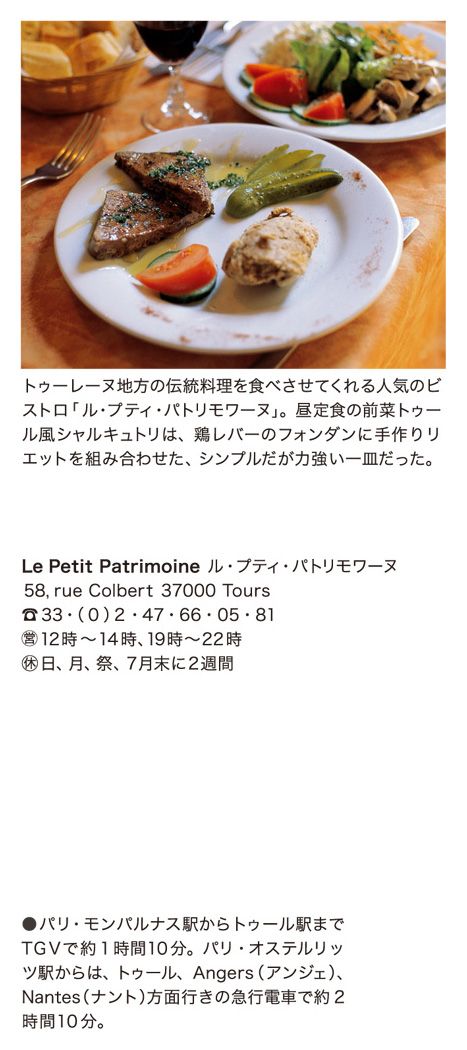 トゥーレーヌ地方の伝統料理を食べさせてくれる人気のビ
ストロ「ル・プティ・パトリモワーヌ」。昼定食の前菜トゥー
ル風シャルキュトリは、鶏レバーのフォンダンに手作りリ
エットを組み合わせた、シンプルだが力強い一皿だった。
Le Petit Patrimoine ル・プティ・パトリモワーヌ
58, rue Colbert 37000 Tours
☎33・(0)2・47・66・05・81
㊂12時〜14時、19時〜22時
㊡日、月、祭、7月末に2週間
●パリ・モンパルナス駅からトゥール駅まで
TGVで約1時間10分。パリ・オステルリッ
ツ駅からは、トゥール、Angers(アンジェ)、
Nantes(ナント)方面行きの急行電車で約2
時間10分。